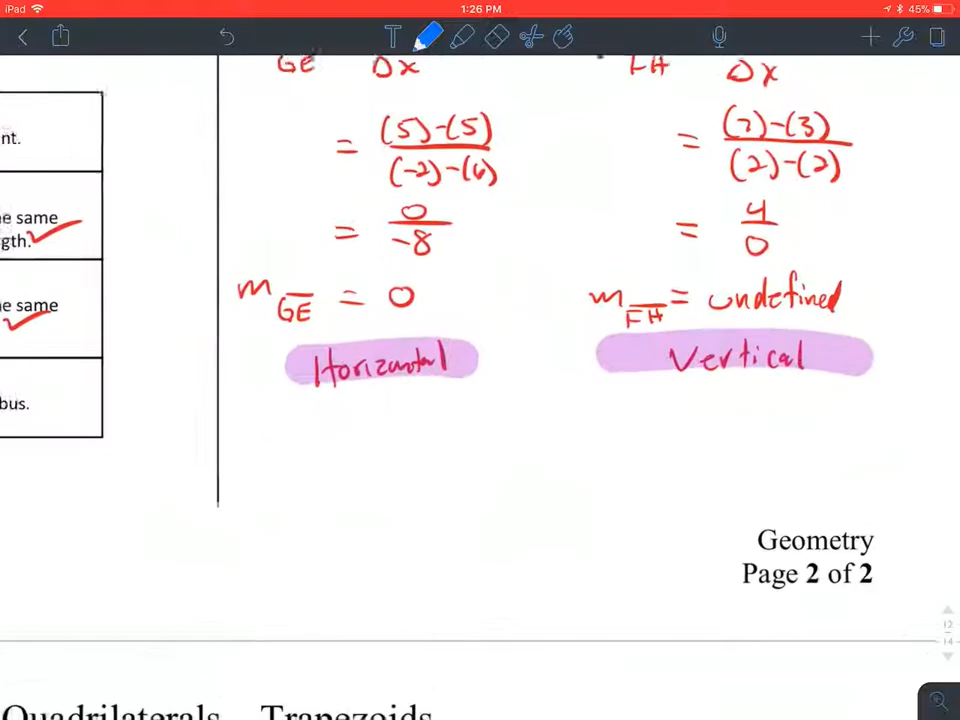 iPad 1:26 PM 45%
T
GE Δx
FH Δx
nt.
= (5)-(5) / (-2)-(6)
= (7)-(3) / (2)-(2)
e same
gth.
= 0 / -8
= 4 / 0
m GE = 0
m FH = undefined
e same
Horizontal
Vertical
bus.
Geometry
Page 2 of 2
12
14
Quadrilaterals Trapezoids